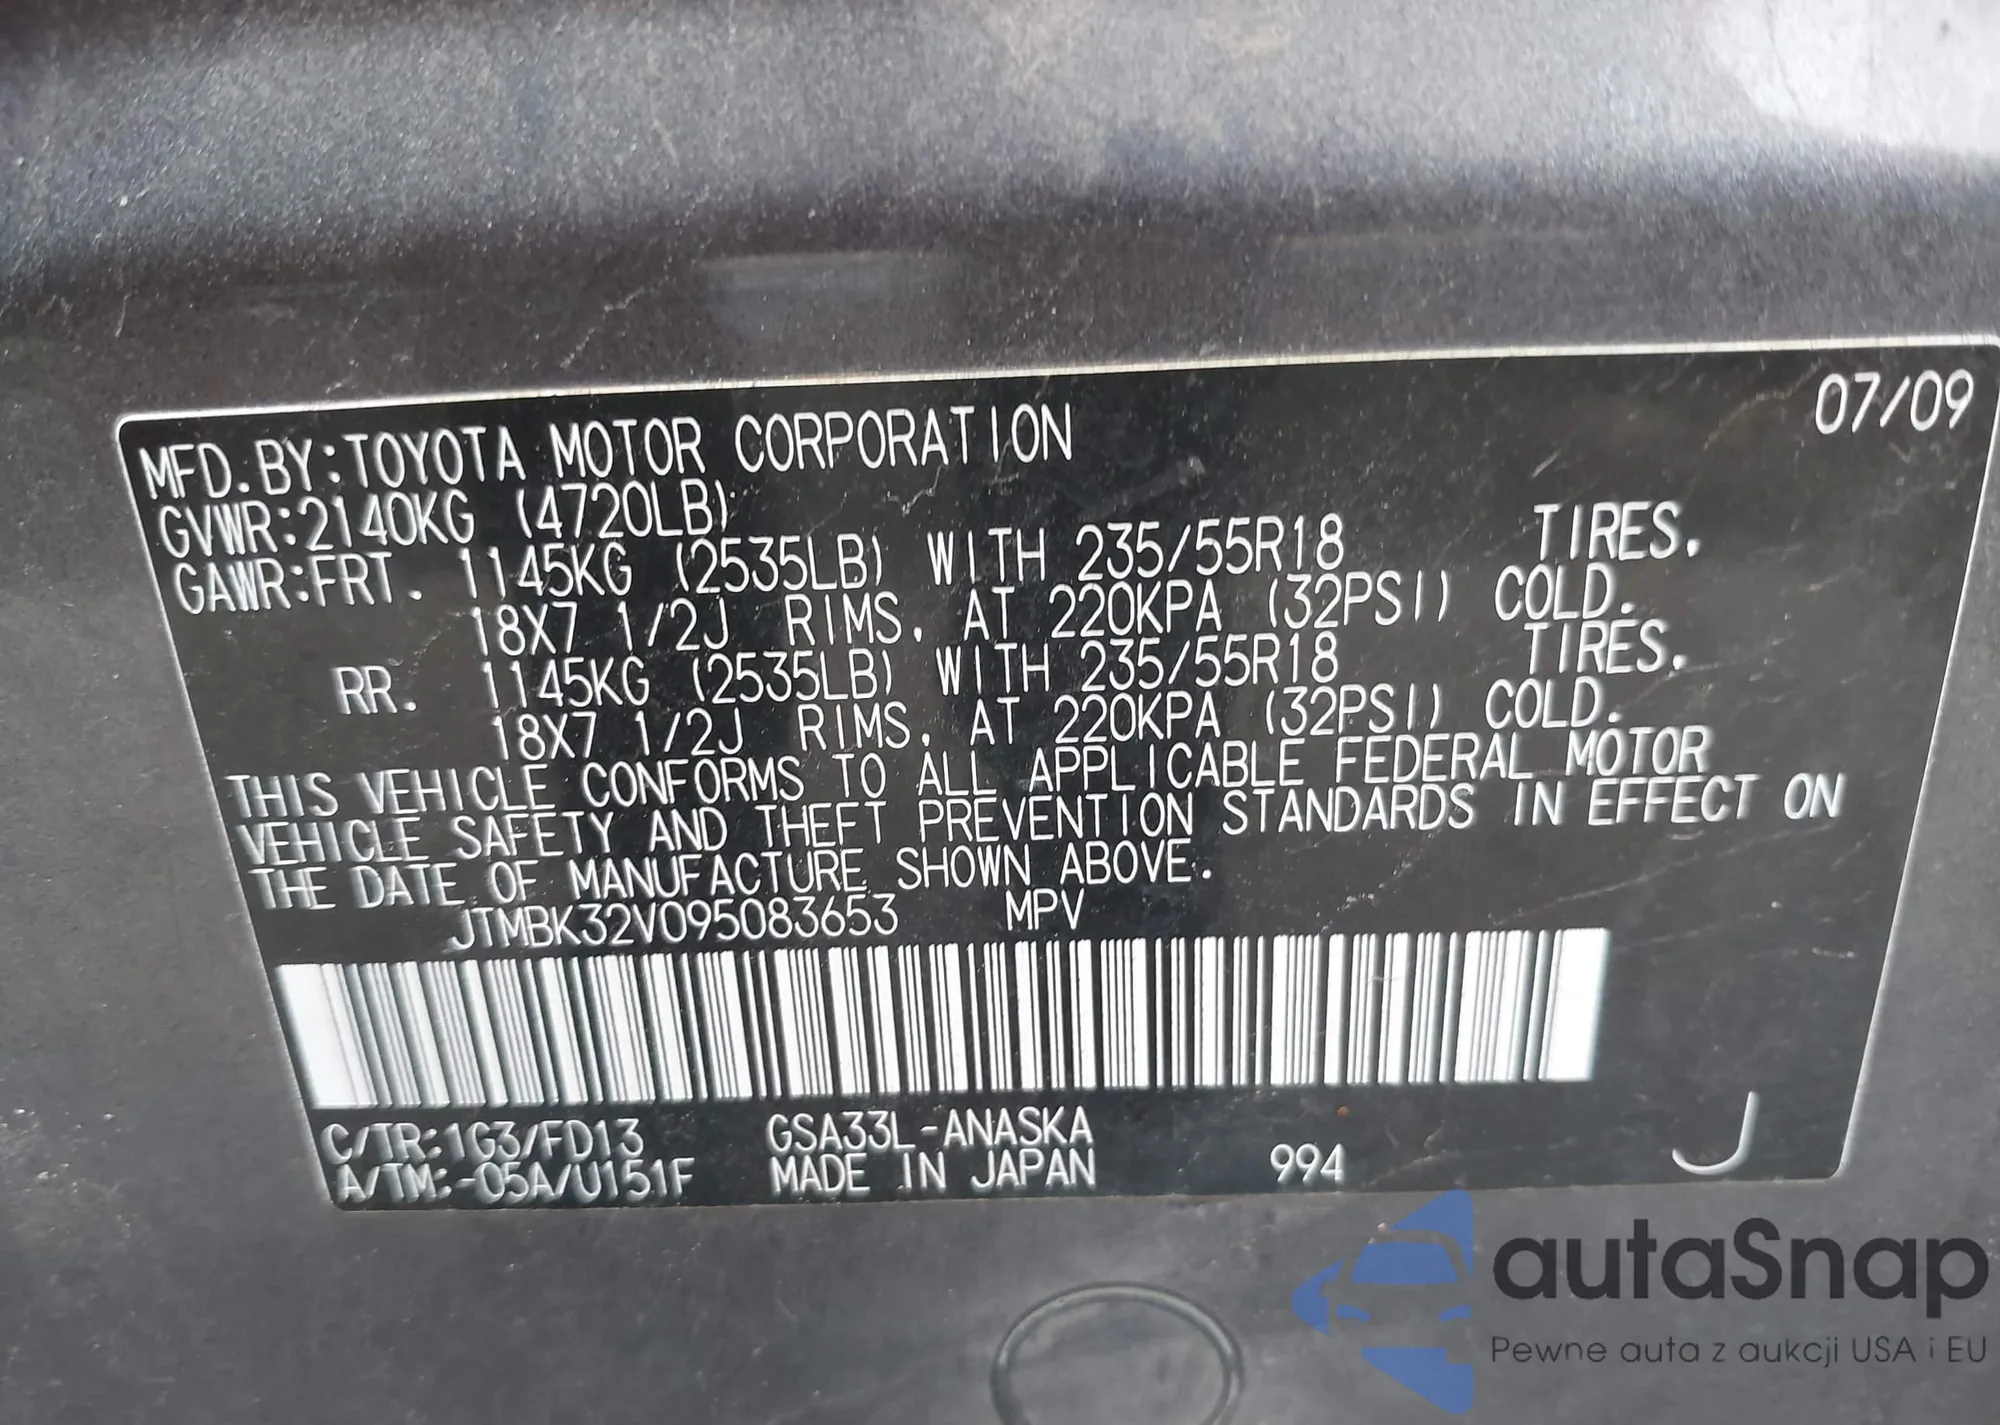 07/09
MFD. BY:TOYOTA MOTOR CORPORATION
GVWR:2140KG (4720LB)
GAWR:FRT. 1145KG (2535LB) WITH 235/55R18 TIRES.
18X7 1/2J RIMS, AT 220KPA (32PSI) COLD.
RR. 1145KG (2535LB) WITH 235/55R18 TIRES.
18X7 1/2J RIMS, AT 220KPA (32PSI) COLD.
THIS VEHICLE CONFORMS TO ALL APPLICABLE FEDERAL MOTOR
VEHICLE SAFETY AND THEFT PREVENTION STANDARDS IN EFFECT ON
THE DATE OF MANUFACTURE SHOWN ABOVE.
JTMBK32V095083653 MPV
C/TR:1G3/FD13 GSA33L-ANASKA
A/TM:-05A/U151F MADE IN JAPAN 994 J
autaSnap
Pewne auta z aukcji USA i EU